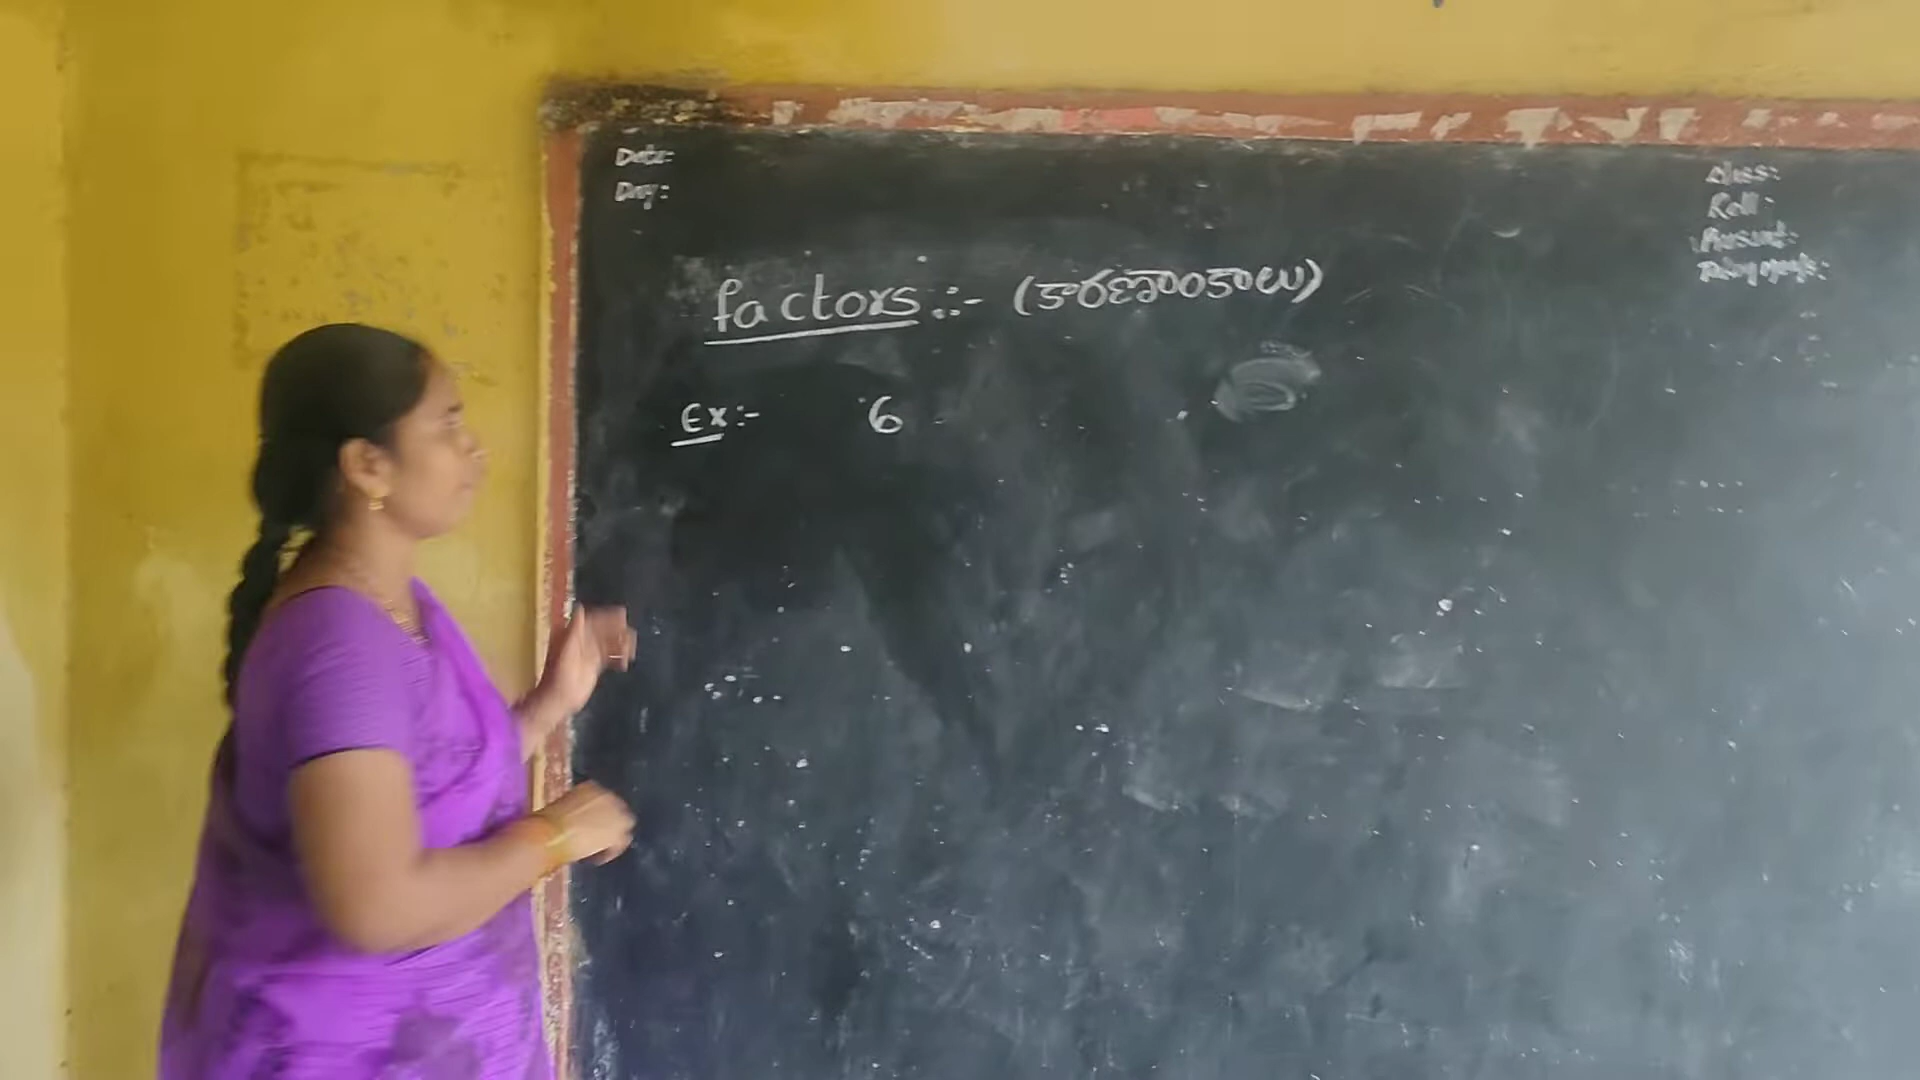 Date:
Day:
Class:
Roll:
Present:
factors :- (కారణాంకాలు)
Ex:- 6